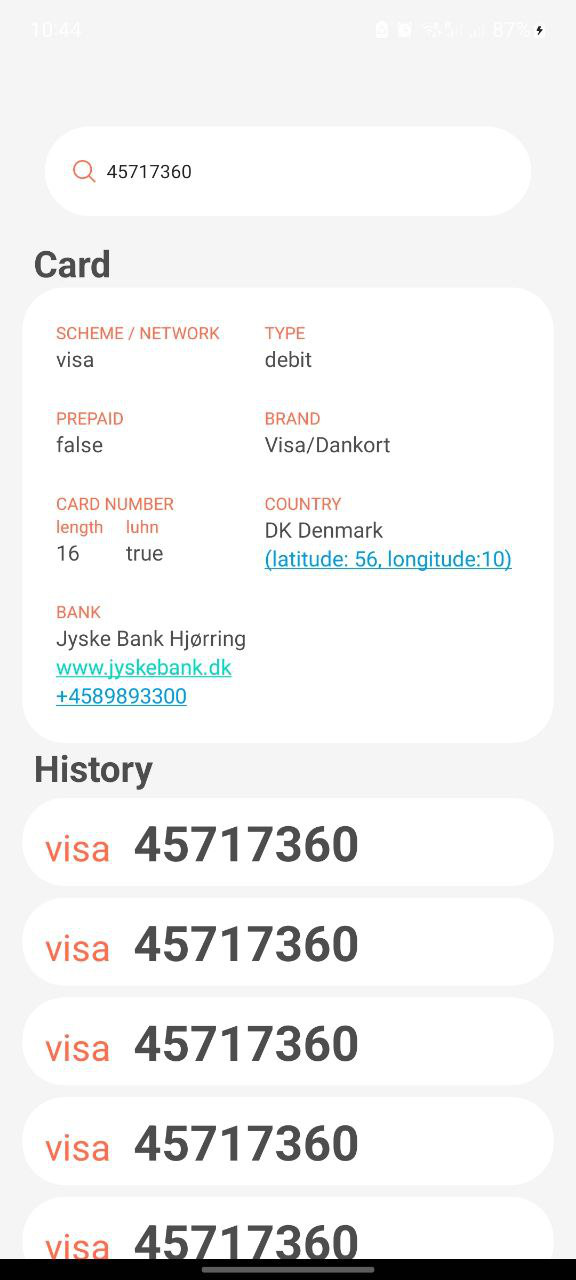 10:44 87%
45717360
Card
SCHEME / NETWORK TYPE
visa debit
PREPAID BRAND
false Visa/Dankort
CARD NUMBER COUNTRY
length luhn DK Denmark
16 true (latitude: 56, longitude:10)
BANK
Jyske Bank Hjørring
www.jyskebank.dk
+4589893300
History
visa 45717360
visa 45717360
visa 45717360
visa 45717360
visa 45717360